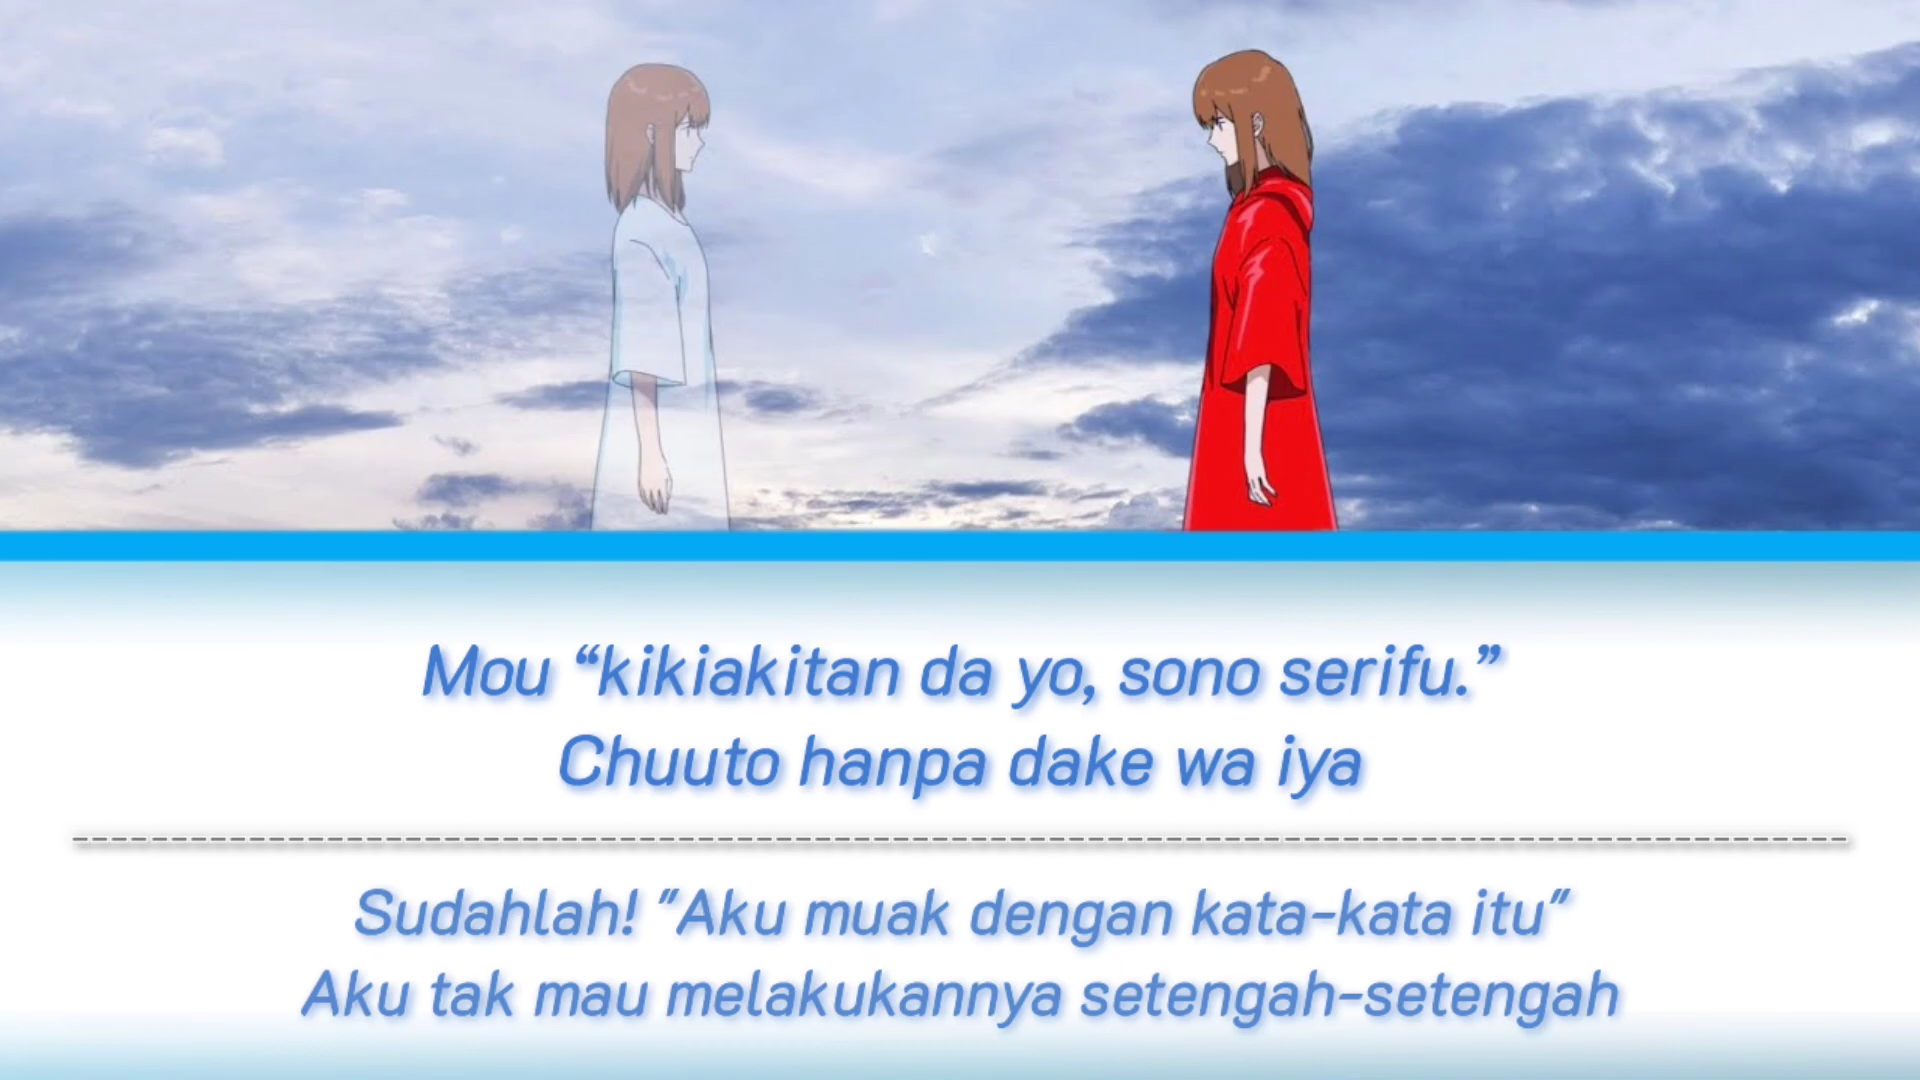 Mou “kikiakitan da yo, sono serifu.”
Chuuto hanpa dake wa iya
Sudahlah! "Aku muak dengan kata-kata itu"
Aku tak mau melakukannya setengah-setengah